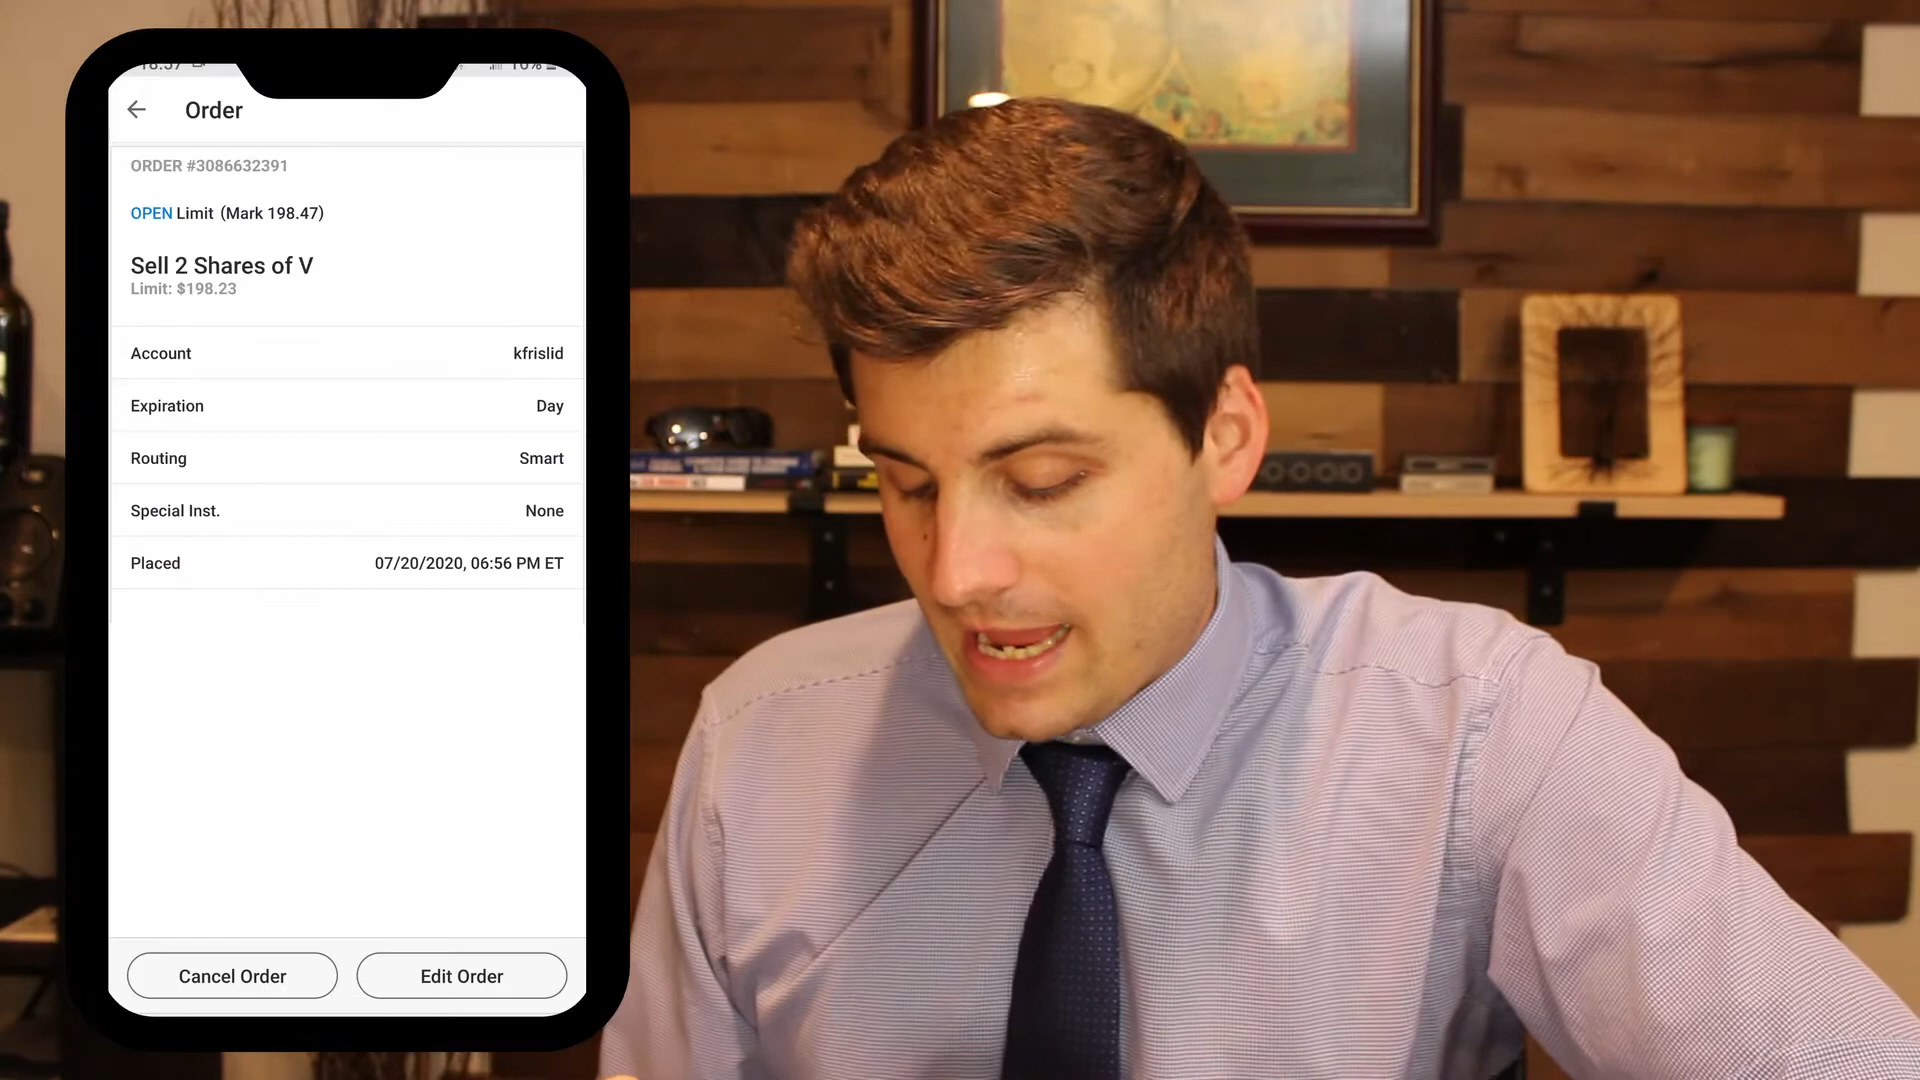 Order
ORDER #3086632391
OPEN Limit (Mark 198.47)
Sell 2 Shares of V
Limit: $198.23
Account kfrislid
Expiration Day
Routing Smart
Special Inst. None
Placed 07/20/2020, 06:56 PM ET
Cancel Order Edit Order